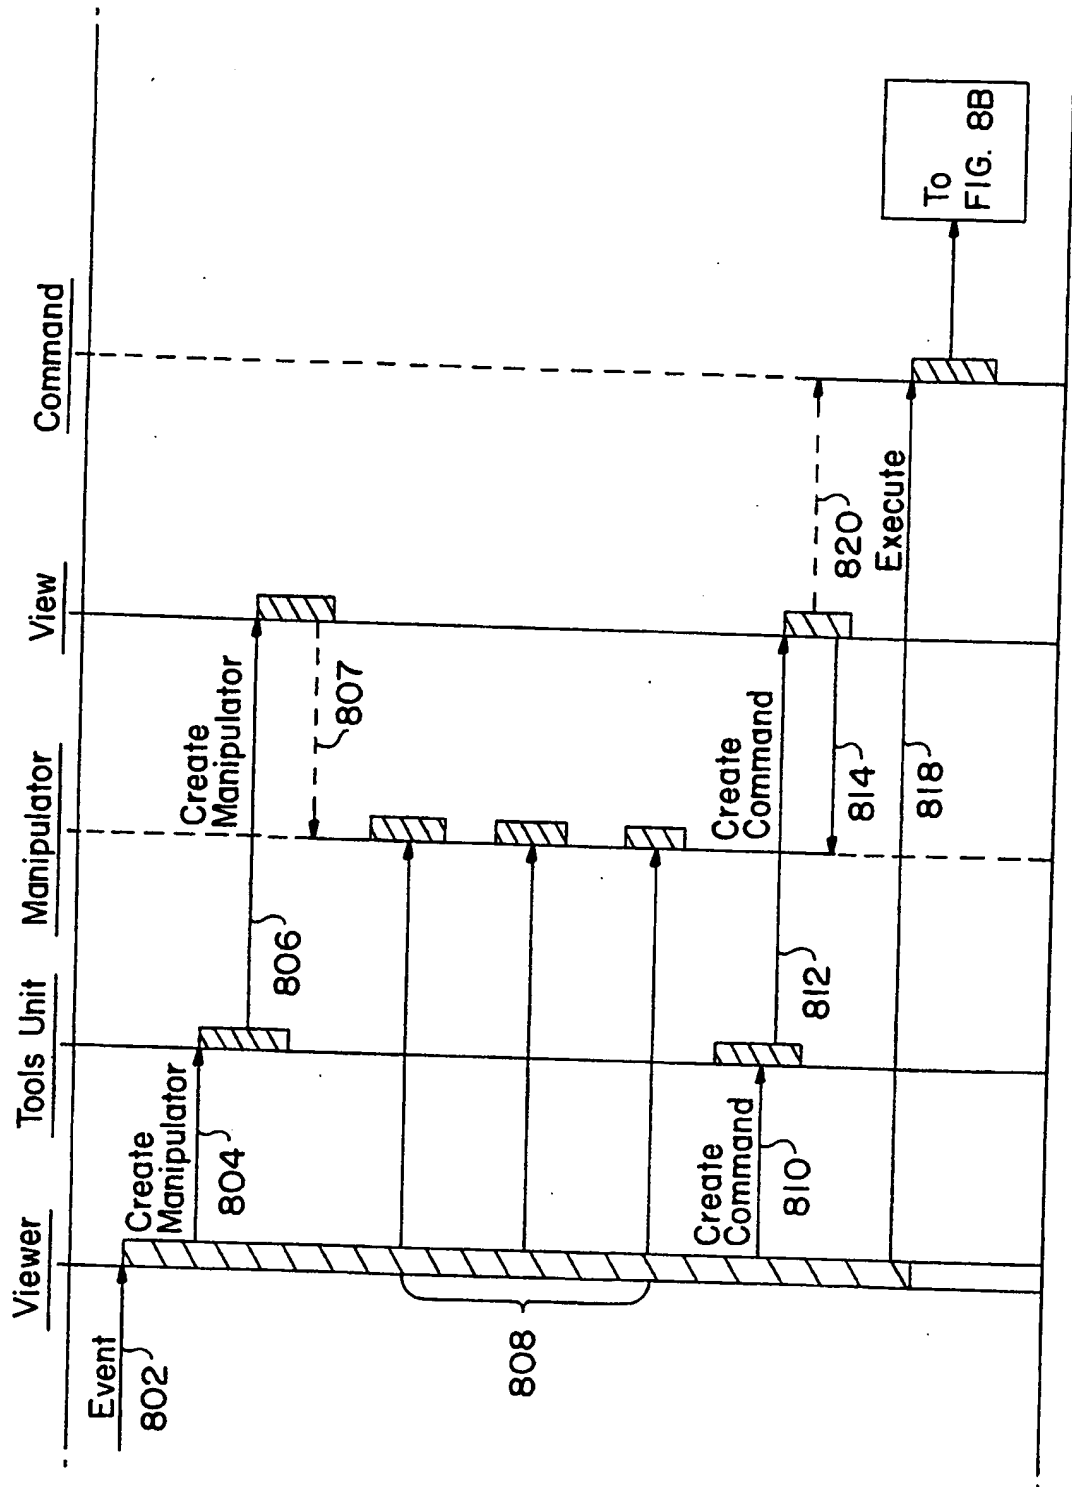 Viewer
Tools Unit
Manipulator
View
Command
Event
802
Create
Manipulator
804
Create
Manipulator
806
807
808
Create
Command
810
Create
Command
812
814
820
Execute
818
To
FIG. 8B